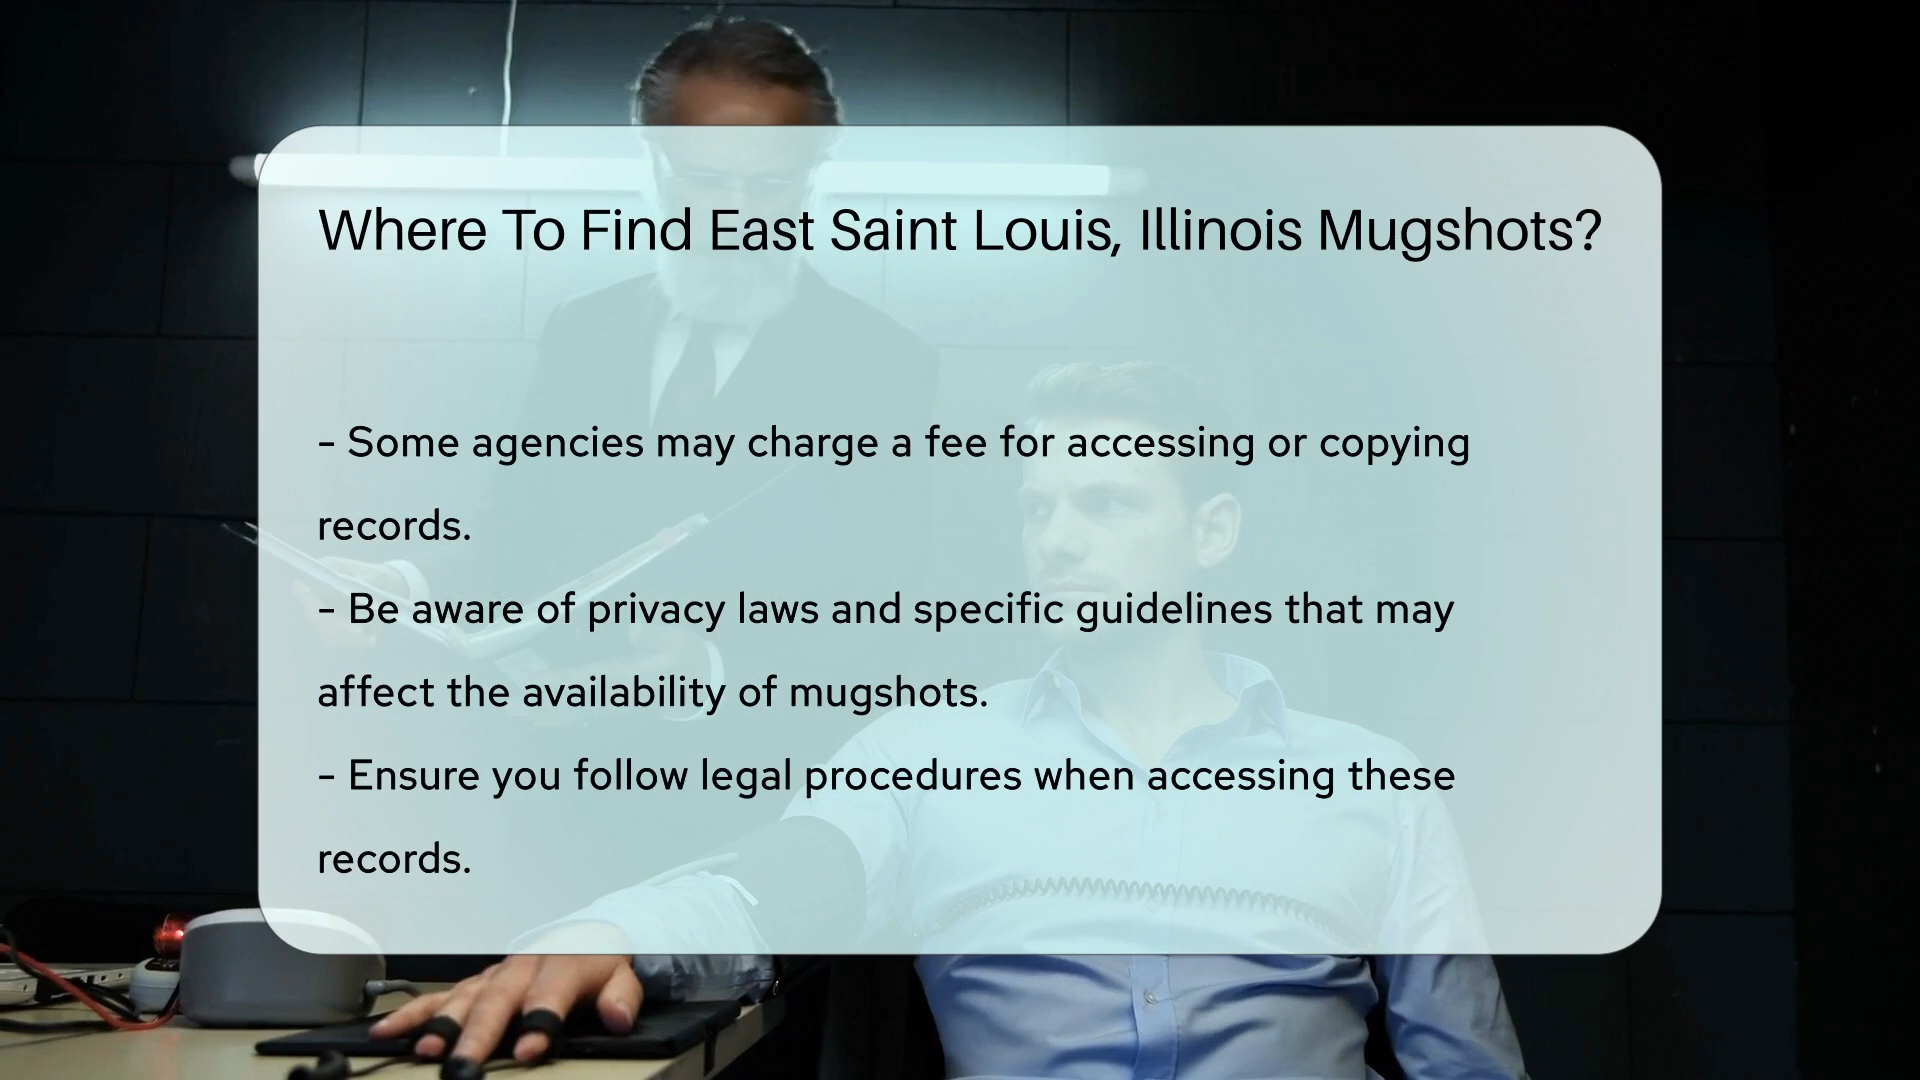 Where To Find East Saint Louis, Illinois Mugshots?
- Some agencies may charge a fee for accessing or copying
records.
- Be aware of privacy laws and specific guidelines that may
affect the availability of mugshots.
- Ensure you follow legal procedures when accessing these
records.